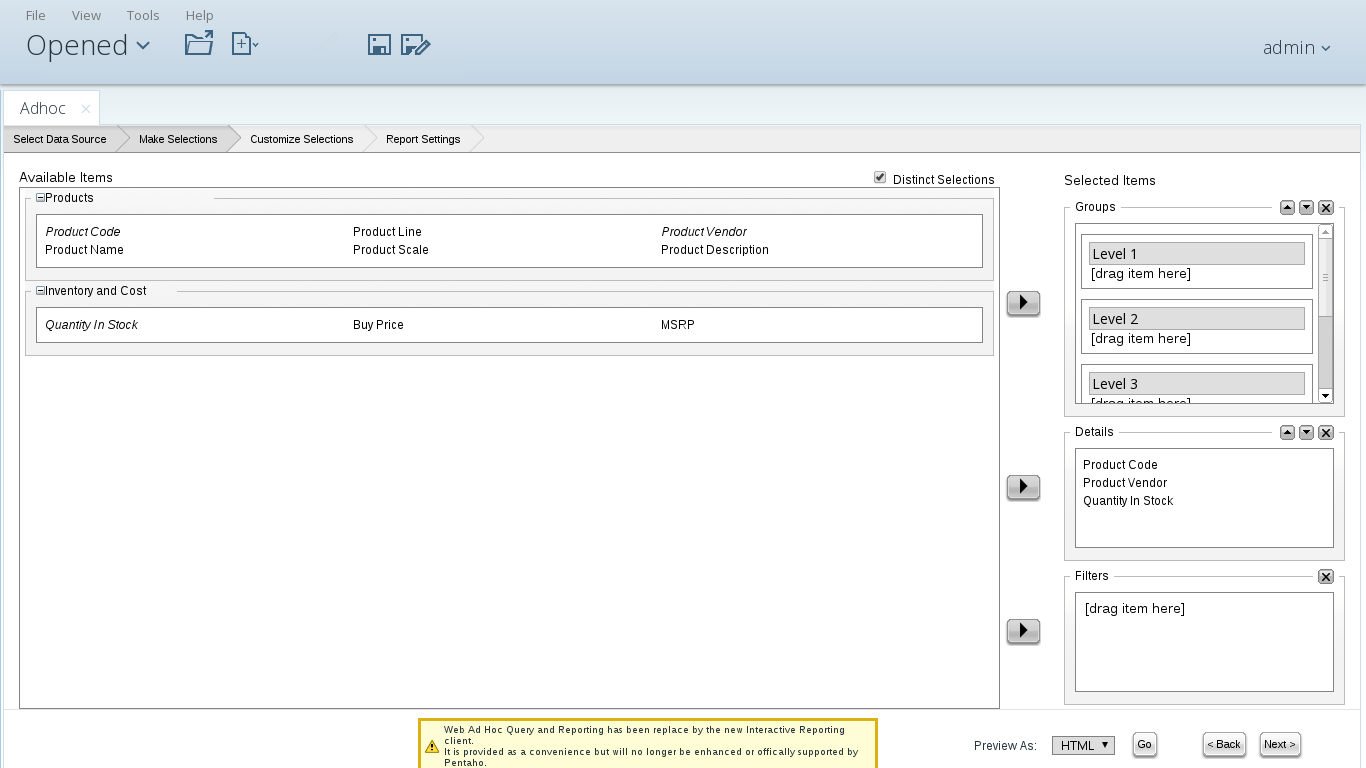 File View Tools Help
Opened
admin
Adhoc
Select Data Source Make Selections Customize Selections Report Settings
Available Items
Distinct Selections
Products
Product Code Product Line Product Vendor
Product Name Product Scale Product Description
Inventory and Cost
Quantity In Stock Buy Price MSRP
Selected Items
Groups
Level 1
[drag item here]
Level 2
[drag item here]
Level 3
[drag item here]
Details
Product Code
Product Vendor
Quantity In Stock
Filters
[drag item here]
Web Ad Hoc Query and Reporting has been replace by the new Interactive Reporting
client.
It is provided as a convenience but will no longer be enhanced or offically supported by
Pentaho.
Preview As: HTML Go < Back Next >